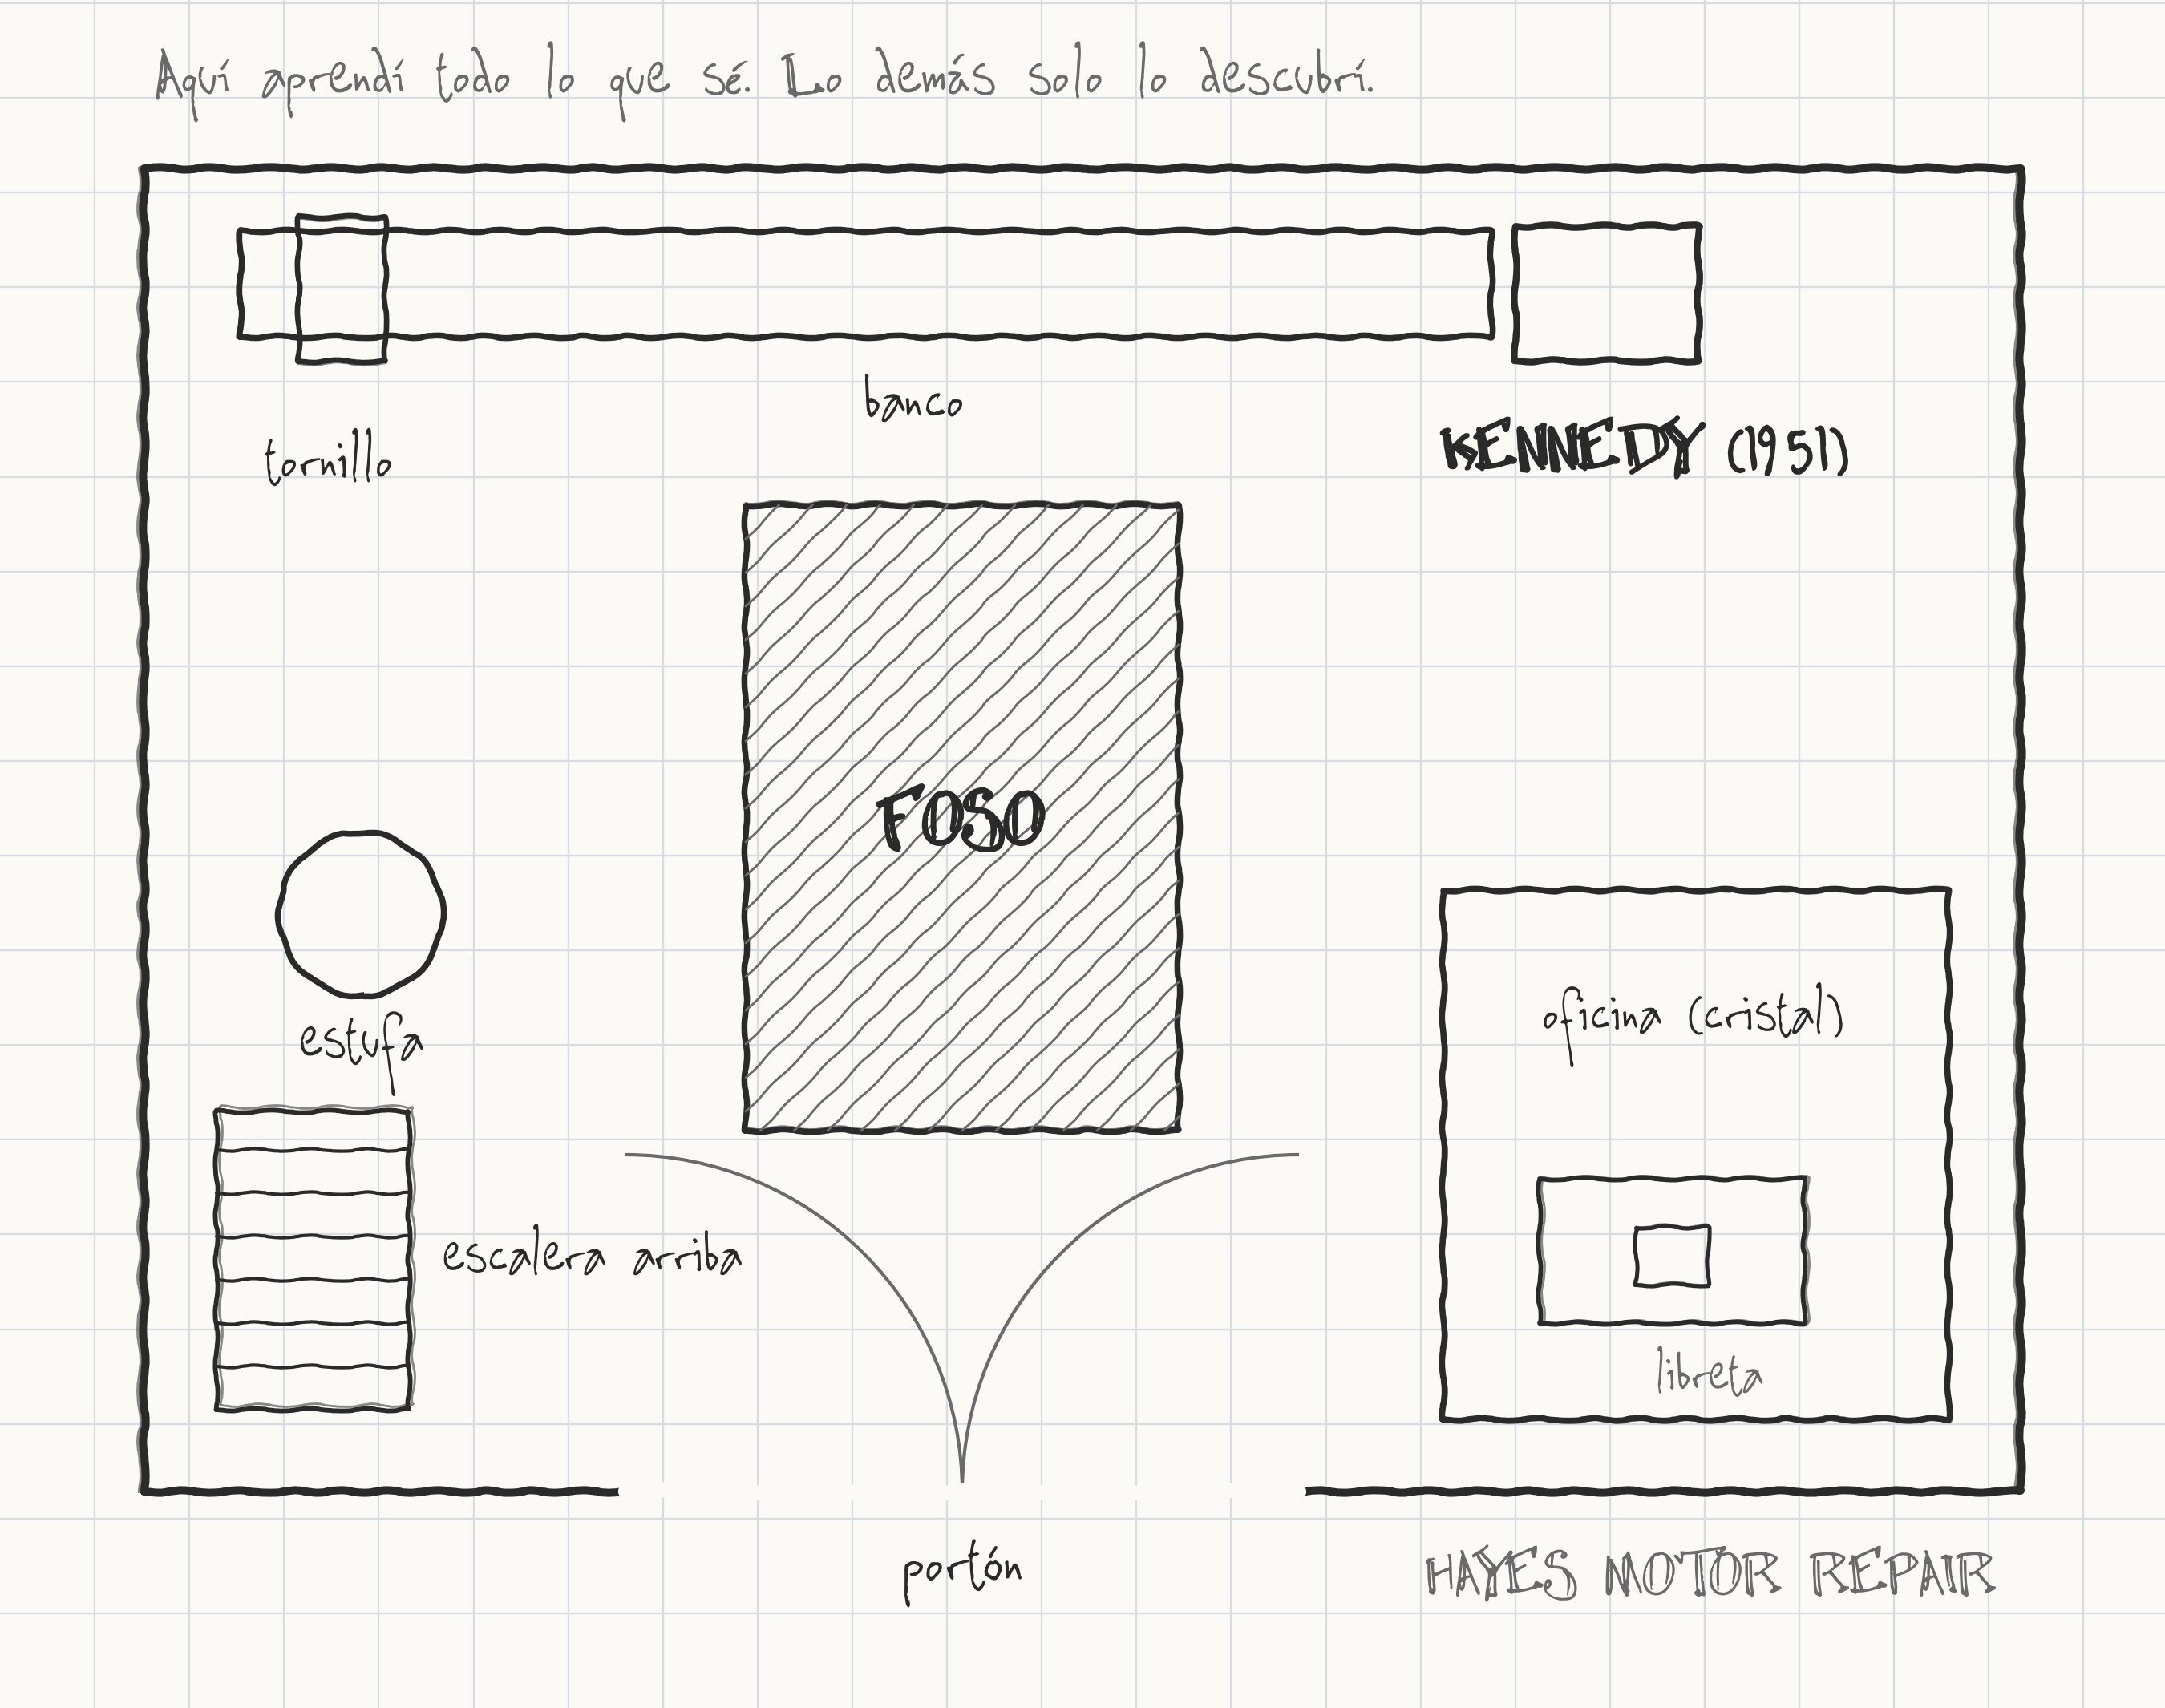 Aquí aprendí todo lo que sé. Lo demás solo lo descubrí.
banco
tornillo
KENNEDY (1951)
FOSO
estufa
oficina (cristal)
escalera arriba
libreta
portón
HAYES MOTOR REPAIR